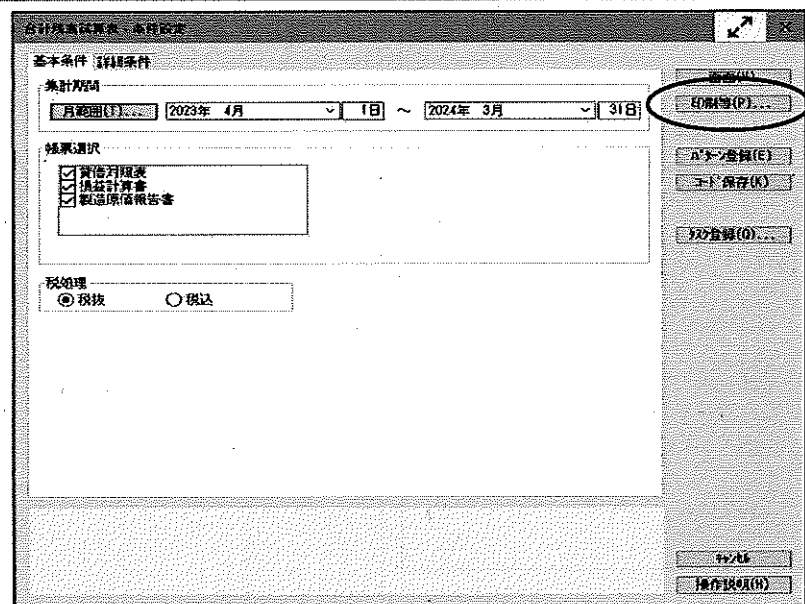 合計残高試算表 - 条件設定
基本条件 詳細条件
集計期間
月範囲(T)... 2023年 4月 1日 ～ 2024年 3月 31日
帳票選択
貸借対照表
損益計算書
製造原価報告書
税処理
税抜 税込
画面(V)...
印刷等(P)...
ﾊﾟﾀｰﾝ登録(E)
ｺｰﾄﾞ保存(K)
ﾀｽｸ登録(Q)...
ｷｬﾝｾﾙ
操作説明(H)